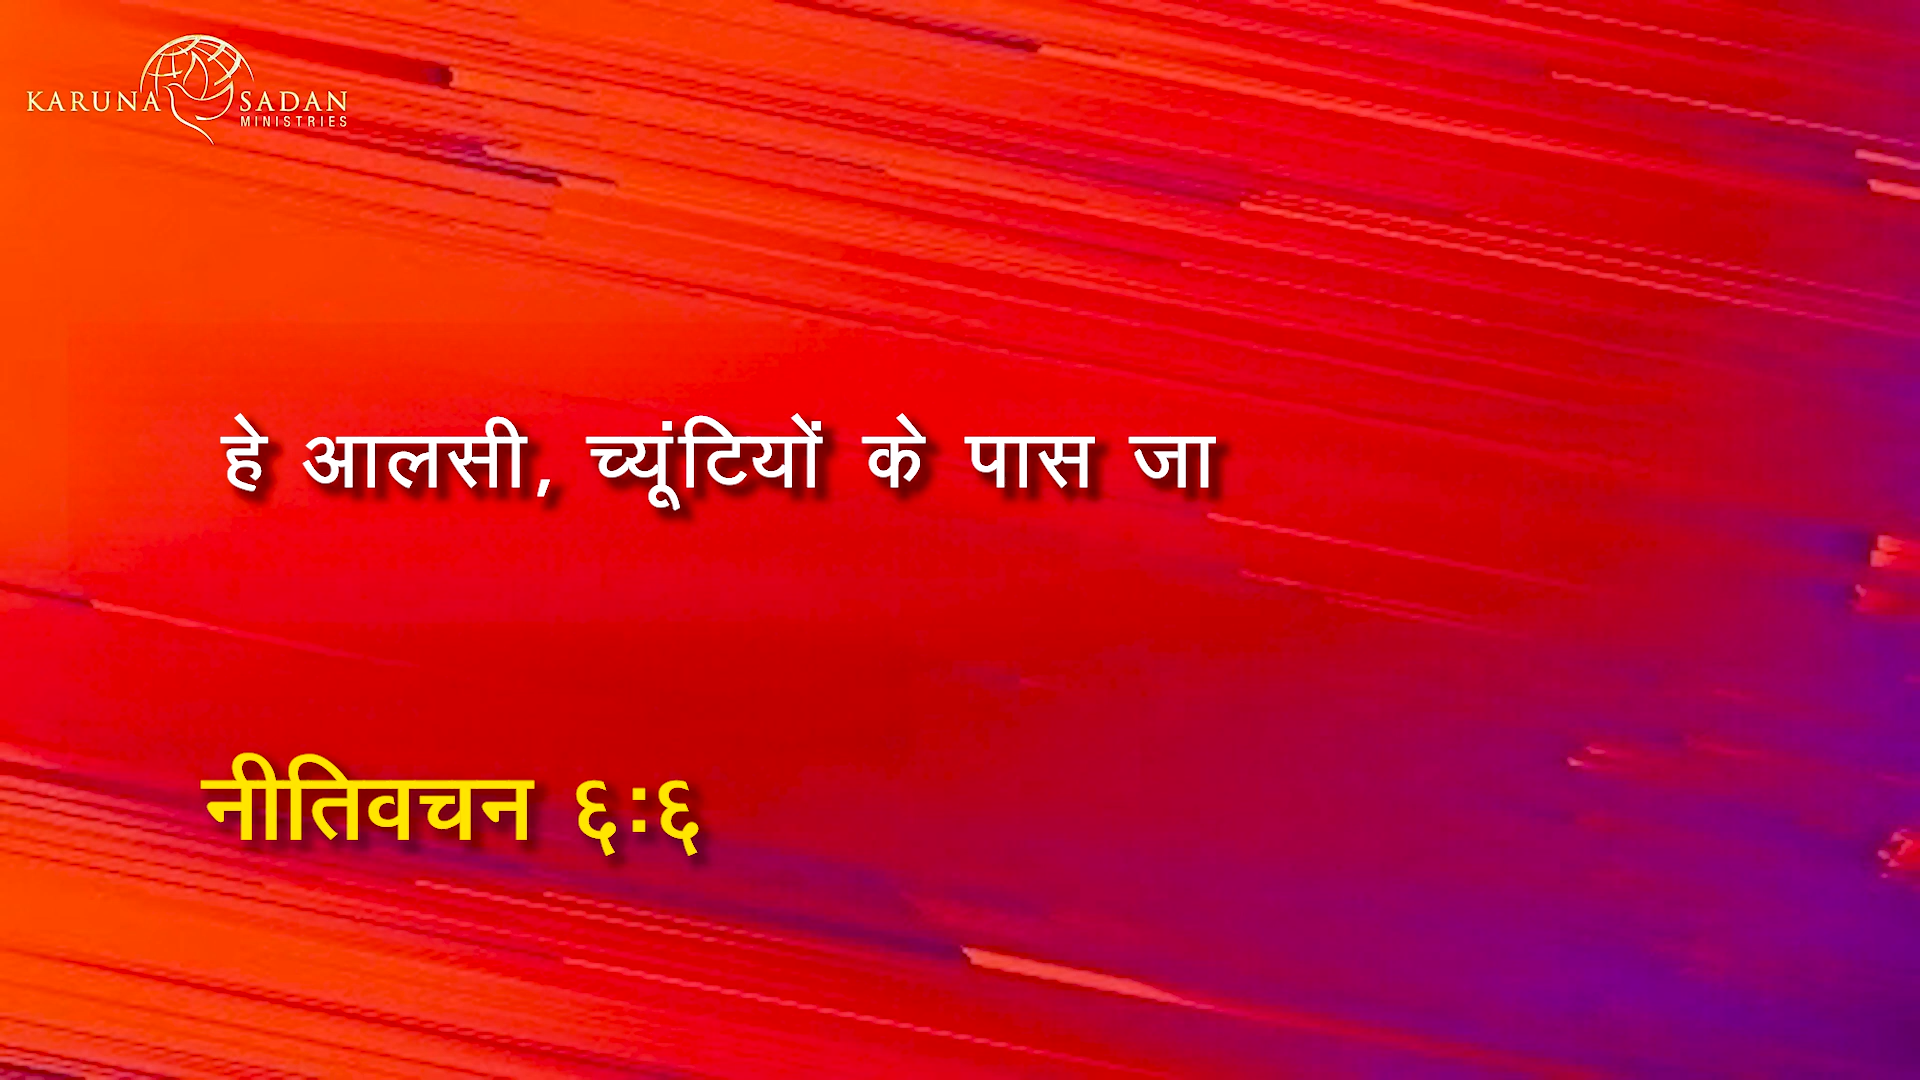 KARUNA SADAN
MINISTRIES
हे आलसी, च्यूंटियों के पास जा
नीतिवचन ६:६